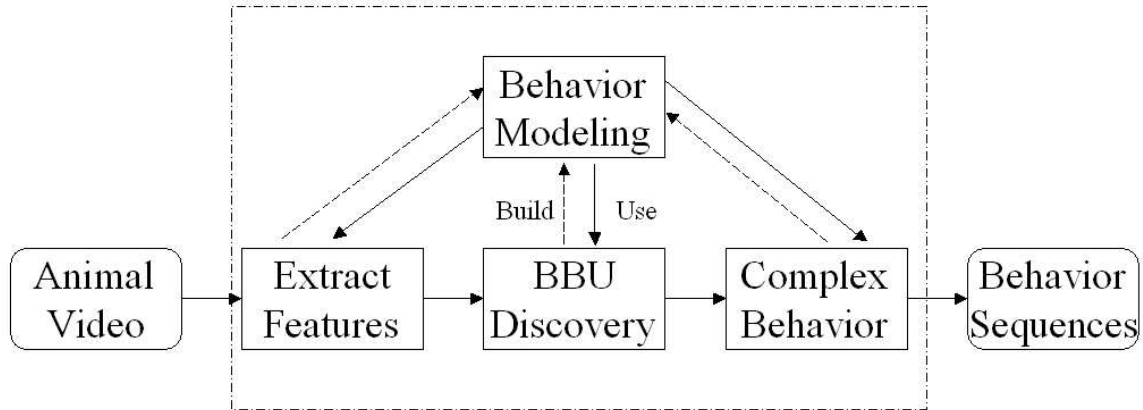 Behavior
Modeling
Build
Use
Animal
Video
Extract
Features
BBU
Discovery
Complex
Behavior
Behavior
Sequences